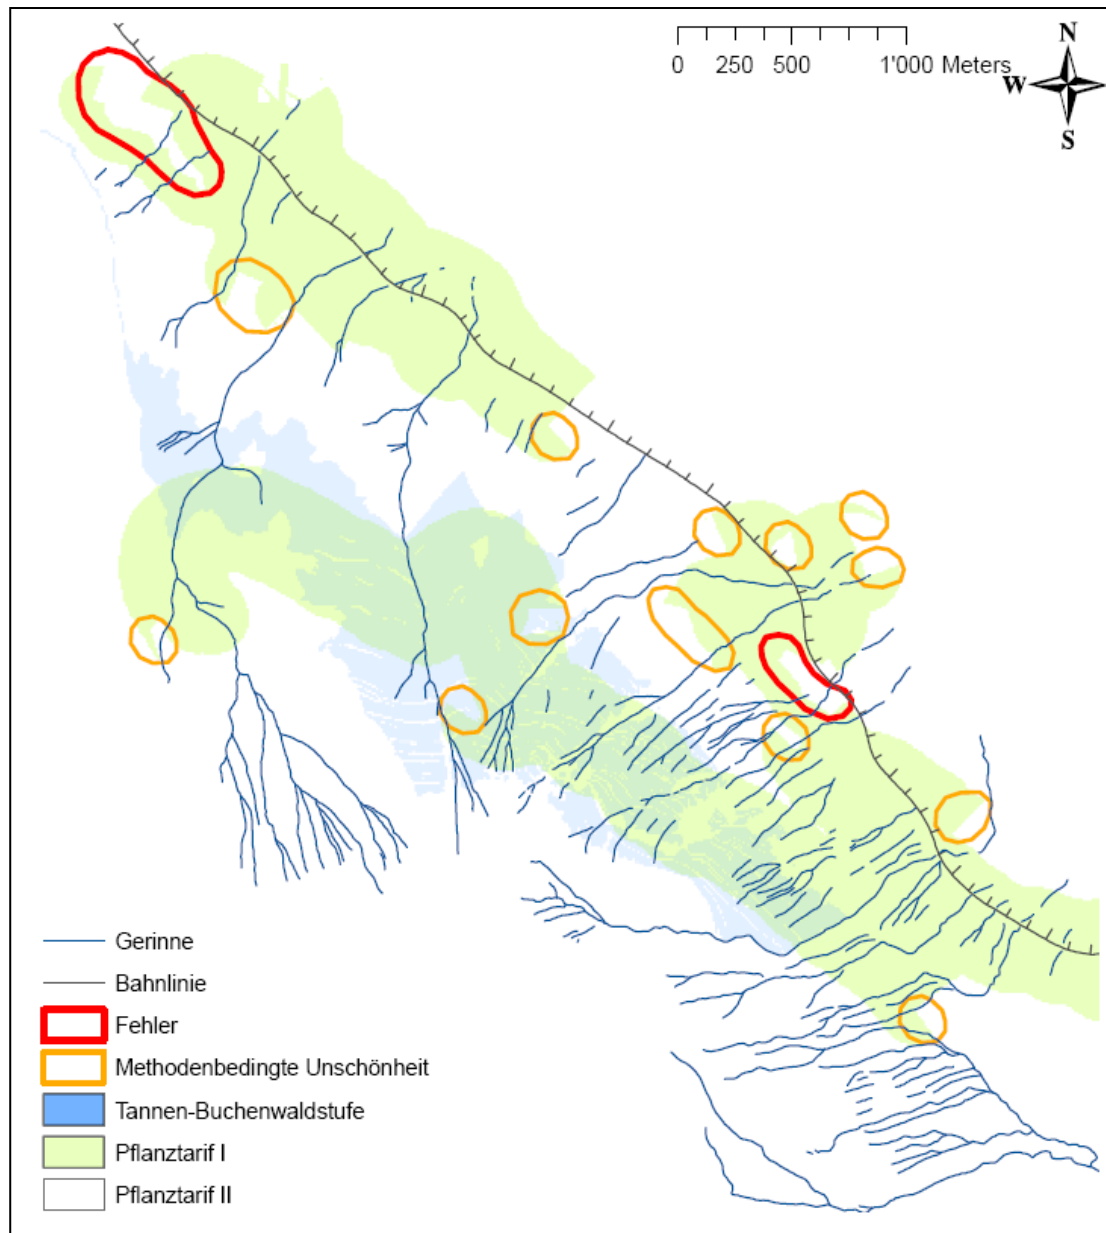 N
W
S
0 250 500 1'000 Meters
Gerinne
Bahnlinie
Fehler
Methodenbedingte Unschönheit
Tannen-Buchenwaldstufe
Pflanztarif I
Pflanztarif II